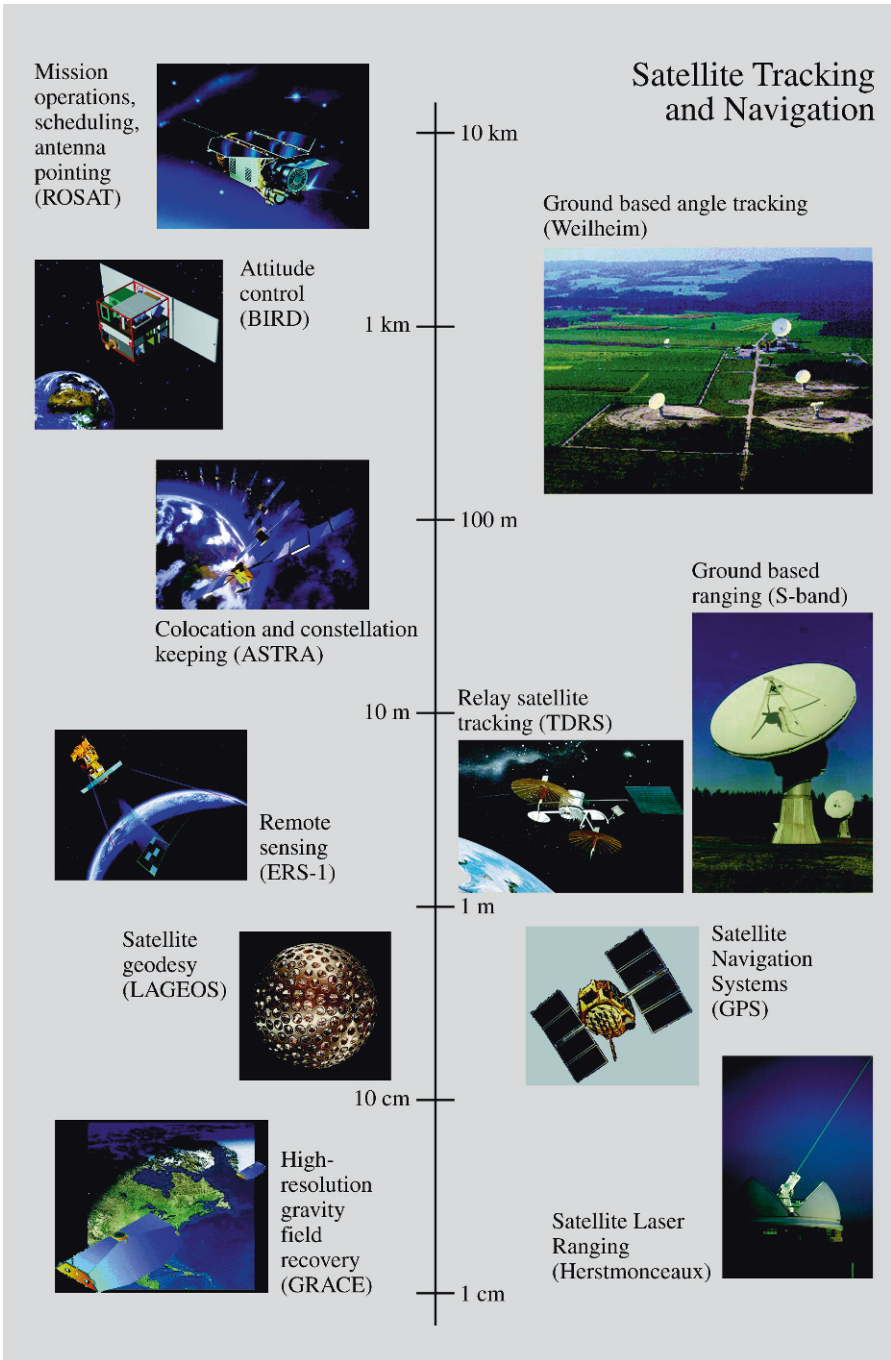 Satellite Tracking
and Navigation
Mission
operations,
scheduling,
antenna
pointing
(ROSAT)
10 km
Ground based angle tracking
(Weilheim)
Attitude
control
(BIRD)
1 km
100 m
Ground based
ranging (S-band)
Colocation and constellation
keeping (ASTRA)
10 m
Relay satellite
tracking (TDRS)
Remote
sensing
(ERS-1)
1 m
Satellite
geodesy
(LAGEOS)
Satellite
Navigation
Systems
(GPS)
10 cm
High-
resolution
gravity
field
recovery
(GRACE)
Satellite Laser
Ranging
(Herstmonceaux)
1 cm